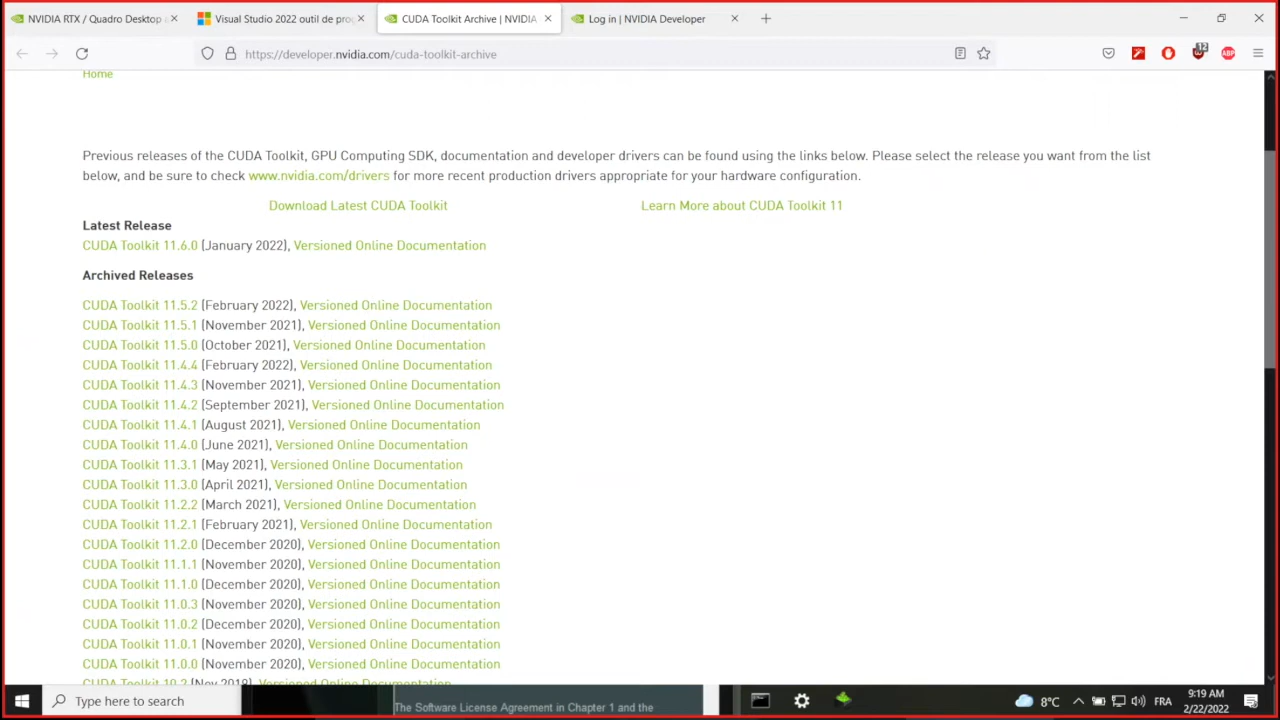 NVIDIA RTX / Quadro Desktop
Visual Studio 2022 outil de pro
CUDA Toolkit Archive | NVIDIA
Log in | NVIDIA Developer
https://developer.nvidia.com/cuda-toolkit-archive
12
ABP
Home
Previous releases of the CUDA Toolkit, GPU Computing SDK, documentation and developer drivers can be found using the links below. Please select the release you want from the list
below, and be sure to check www.nvidia.com/drivers for more recent production drivers appropriate for your hardware configuration.
Download Latest CUDA Toolkit
Learn More about CUDA Toolkit 11
Latest Release
CUDA Toolkit 11.6.0 (January 2022), Versioned Online Documentation
Archived Releases
CUDA Toolkit 11.5.2 (February 2022), Versioned Online Documentation
CUDA Toolkit 11.5.1 (November 2021), Versioned Online Documentation
CUDA Toolkit 11.5.0 (October 2021), Versioned Online Documentation
CUDA Toolkit 11.4.4 (February 2022), Versioned Online Documentation
CUDA Toolkit 11.4.3 (November 2021), Versioned Online Documentation
CUDA Toolkit 11.4.2 (September 2021), Versioned Online Documentation
CUDA Toolkit 11.4.1 (August 2021), Versioned Online Documentation
CUDA Toolkit 11.4.0 (June 2021), Versioned Online Documentation
CUDA Toolkit 11.3.1 (May 2021), Versioned Online Documentation
CUDA Toolkit 11.3.0 (April 2021), Versioned Online Documentation
CUDA Toolkit 11.2.2 (March 2021), Versioned Online Documentation
CUDA Toolkit 11.2.1 (February 2021), Versioned Online Documentation
CUDA Toolkit 11.2.0 (December 2020), Versioned Online Documentation
CUDA Toolkit 11.1.1 (November 2020), Versioned Online Documentation
CUDA Toolkit 11.1.0 (December 2020), Versioned Online Documentation
CUDA Toolkit 11.0.3 (November 2020), Versioned Online Documentation
CUDA Toolkit 11.0.2 (December 2020), Versioned Online Documentation
CUDA Toolkit 11.0.1 (November 2020), Versioned Online Documentation
CUDA Toolkit 11.0.0 (November 2020), Versioned Online Documentation
CUDA Toolkit 10.2 (Nov 2019), Versioned Online Documentation
Type here to search
The Software License Agreement in Chapter 1 and the
8°C
FRA
9:19 AM
2/22/2022